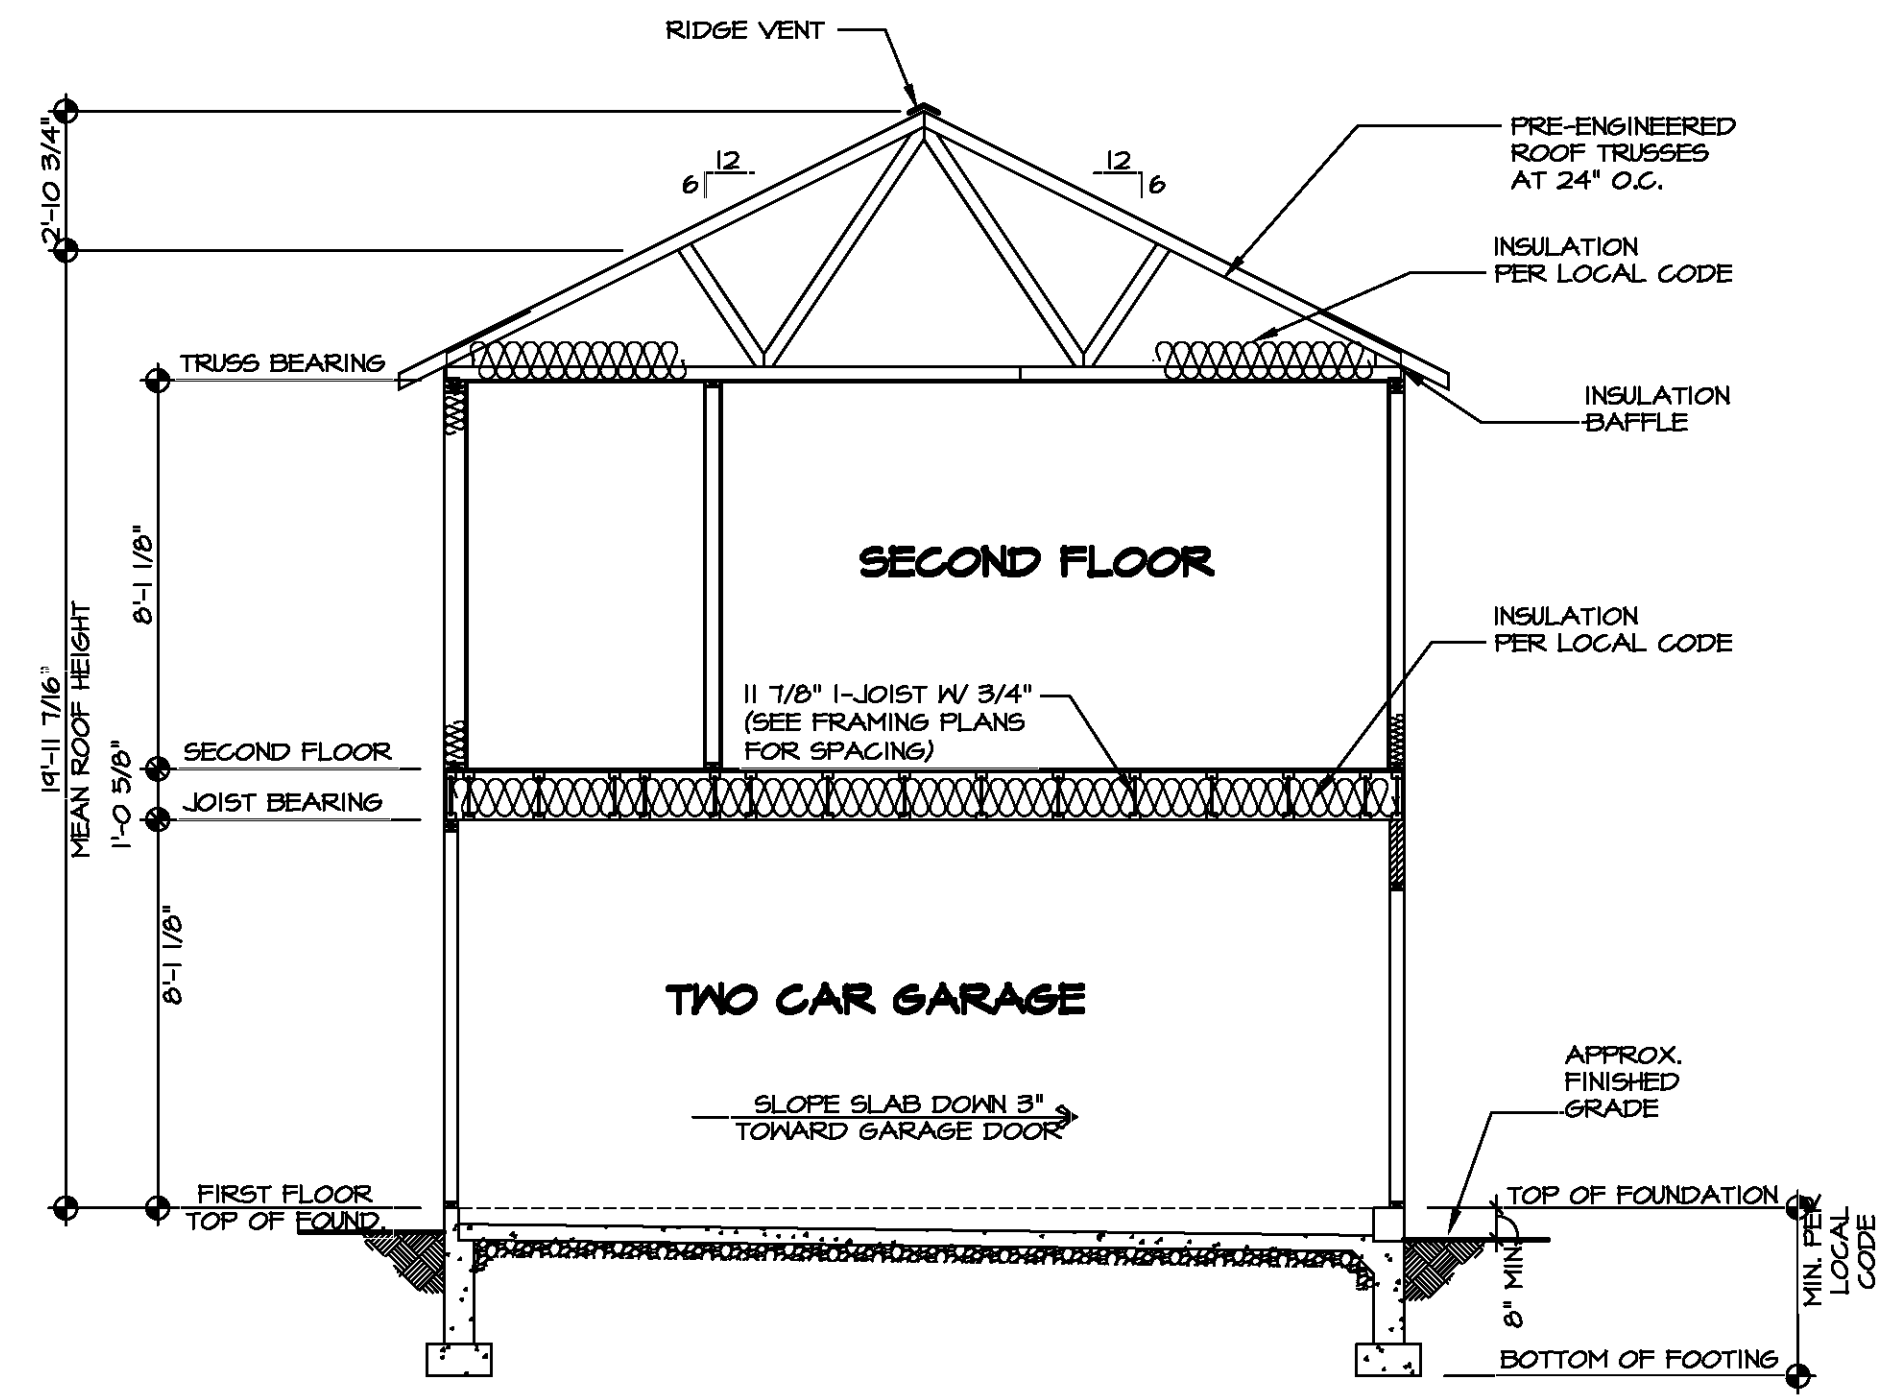 RIDGE VENT
2'-10 3/4"
12
6
12
6
PRE-ENGINEERED
ROOF TRUSSES
AT 24" O.C.
INSULATION
PER LOCAL CODE
TRUSS BEARING
INSULATION
BAFFLE
8'-1 1/8"
SECOND FLOOR
INSULATION
PER LOCAL CODE
19'-11 7/16"
MEAN ROOF HEIGHT
11 7/8" I-JOIST W/ 3/4"
(SEE FRAMING PLANS
FOR SPACING)
SECOND FLOOR
1'-0 5/8"
JOIST BEARING
8'-1 1/8"
TWO CAR GARAGE
SLOPE SLAB DOWN 3"
TOWARD GARAGE DOOR
APPROX.
FINISHED
GRADE
FIRST FLOOR
TOP OF FOUND.
TOP OF FOUNDATION
8" MIN.
MIN. PER
LOCAL
CODE
BOTTOM OF FOOTING